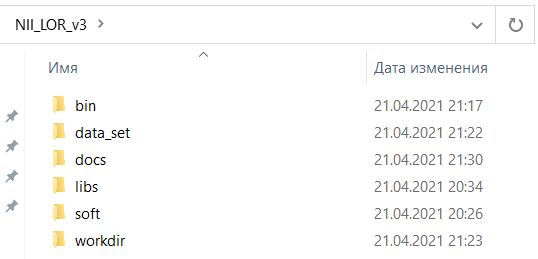 NII_LOR_v3
Имя Дата изменения
bin 21.04.2021 21:17
data_set 21.04.2021 21:22
docs 21.04.2021 21:30
libs 21.04.2021 20:34
soft 21.04.2021 20:26
workdir 21.04.2021 21:23